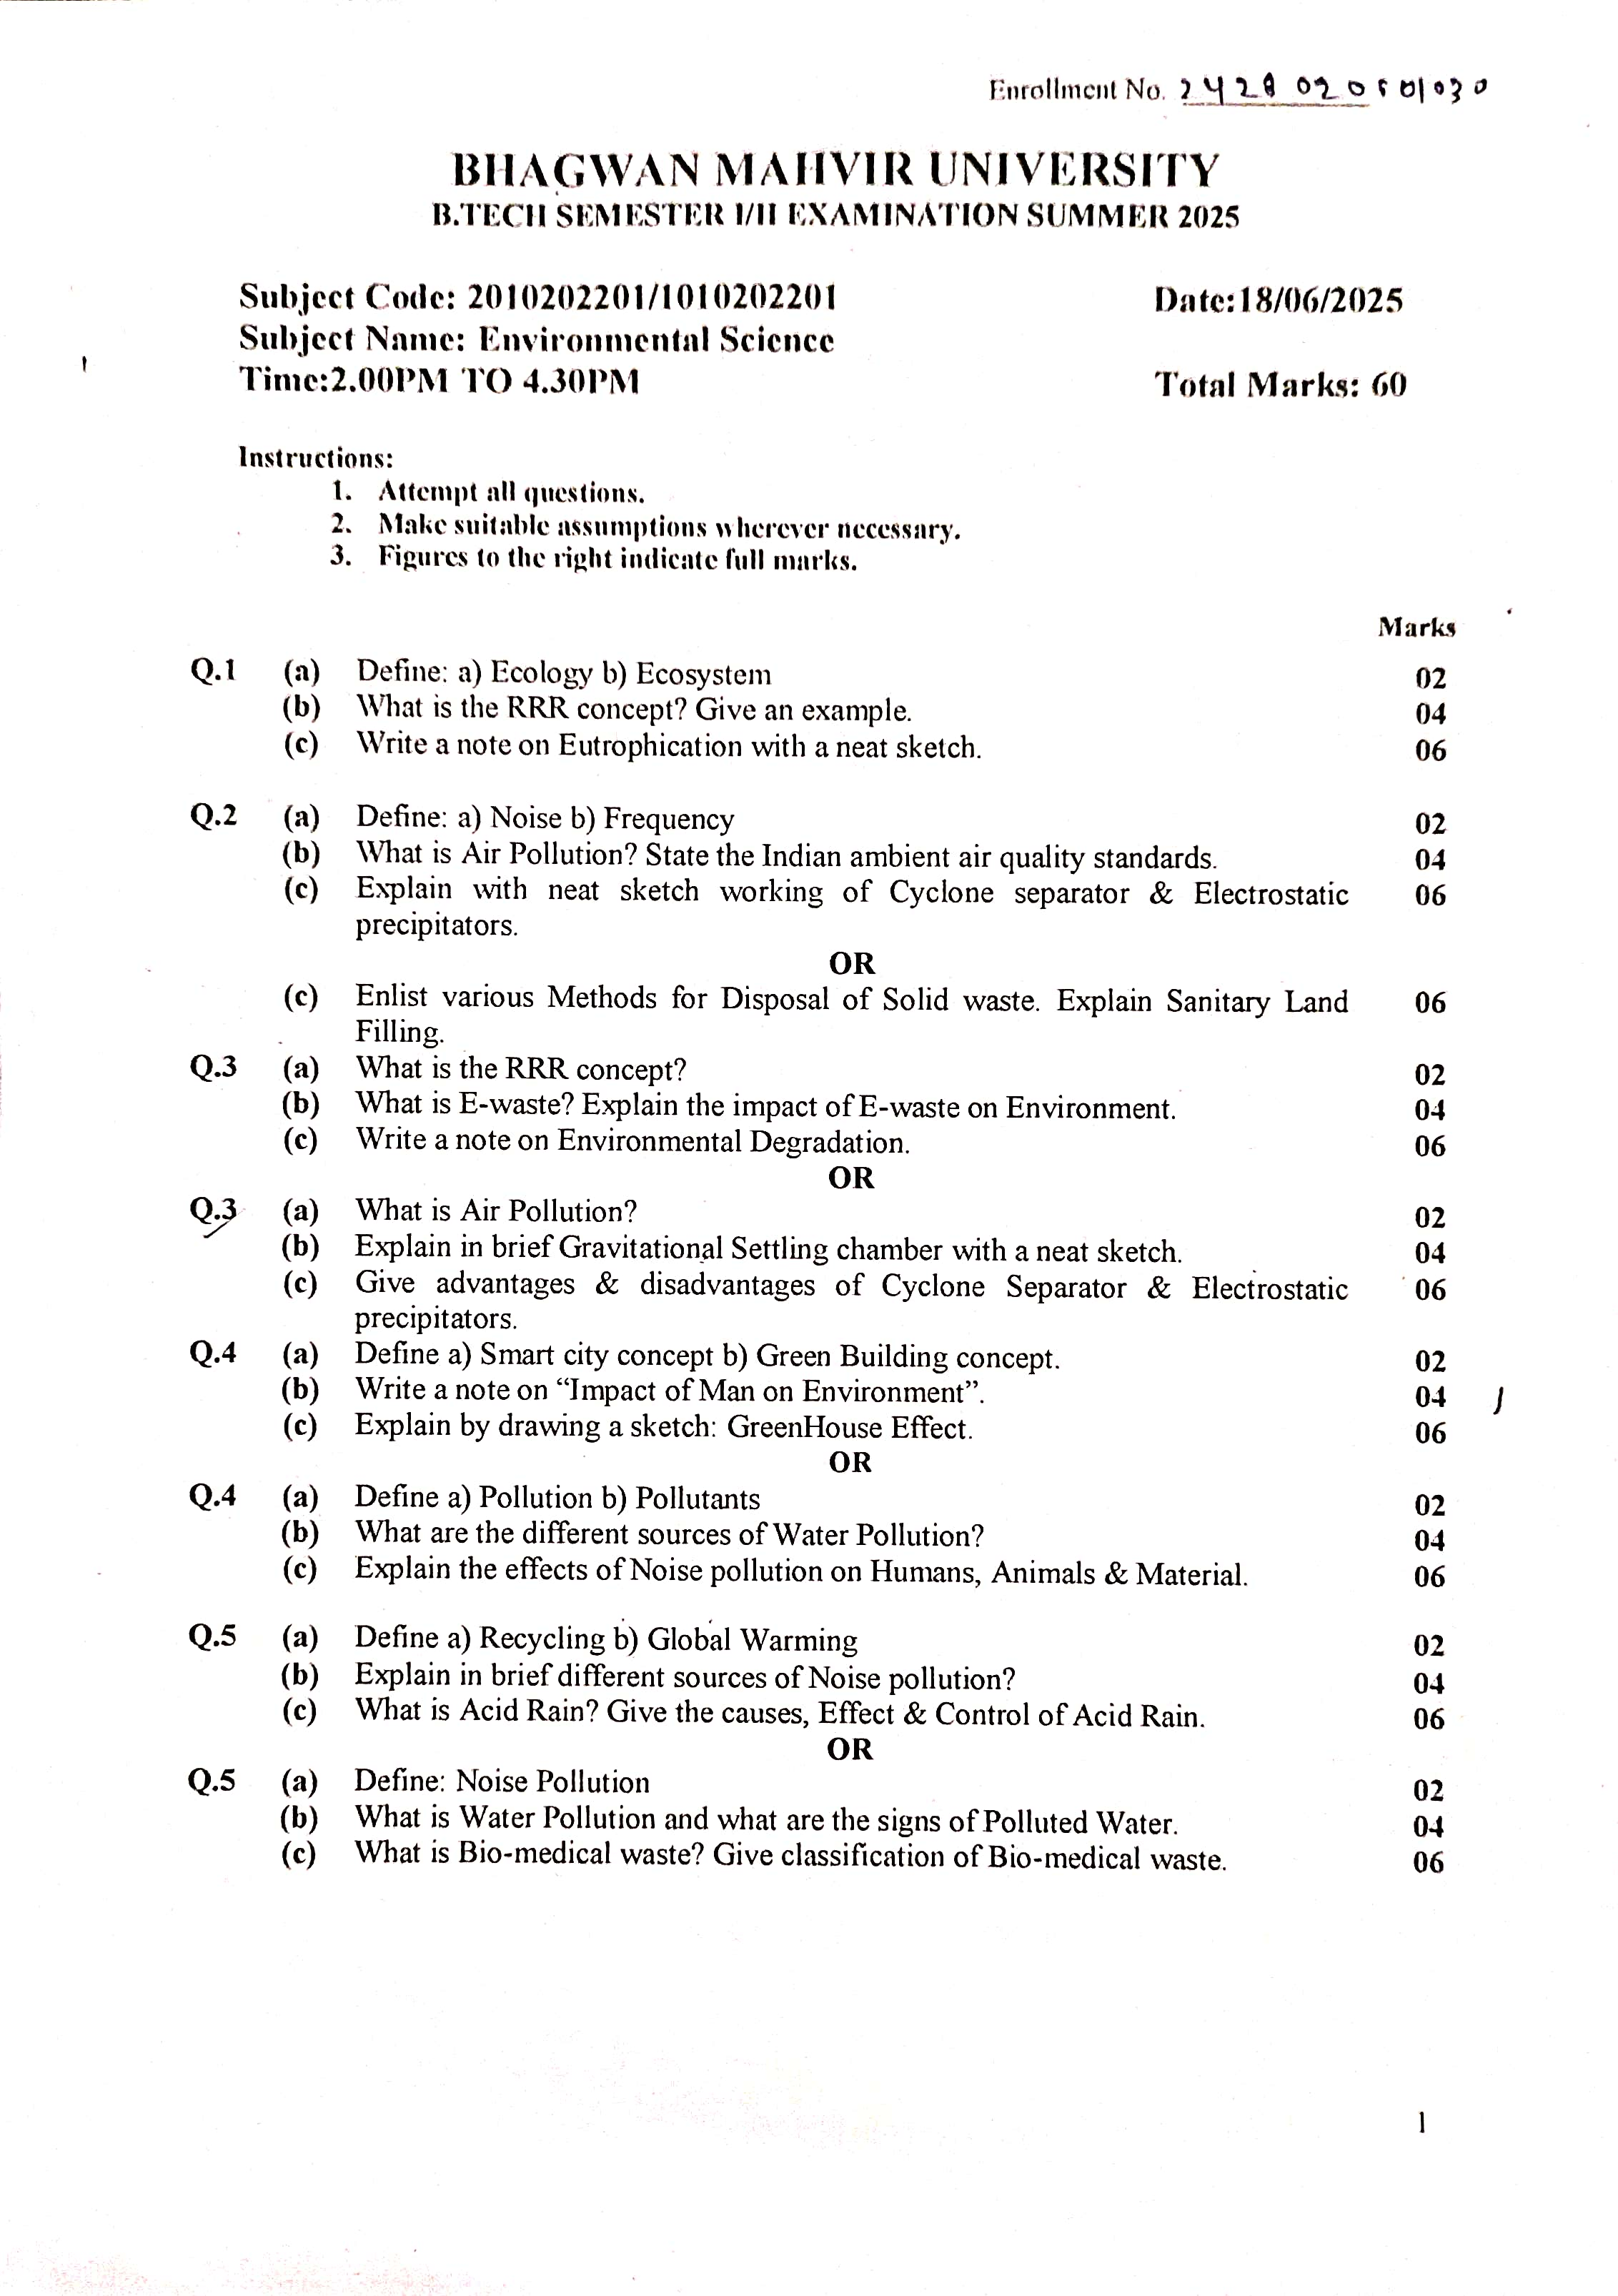 Enrollment No.
BHAGWAN MAHVIR UNIVERSITY
B.TECH SEMESTER I/II EXAMINATION SUMMER 2025
Subject Code: 2010202201/1010202201 Date:18/06/2025
Subject Name: Environmental Science
Time:2.00PM TO 4.30PM Total Marks: 60
Instructions:
1. Attempt all questions.
2. Make suitable assumptions wherever necessary.
3. Figures to the right indicate full marks.
Marks
Q.1 (a) Define: a) Ecology b) Ecosystem 02
(b) What is the RRR concept? Give an example. 04
(c) Write a note on Eutrophication with a neat sketch. 06
Q.2 (a) Define: a) Noise b) Frequency 02
(b) What is Air Pollution? State the Indian ambient air quality standards. 04
(c) Explain with neat sketch working of Cyclone separator & Electrostatic 06
precipitators.
OR
(c) Enlist various Methods for Disposal of Solid waste. Explain Sanitary Land 06
Filling.
Q.3 (a) What is the RRR concept? 02
(b) What is E-waste? Explain the impact of E-waste on Environment. 04
(c) Write a note on Environmental Degradation. 06
OR
Q.3 (a) What is Air Pollution? 02
(b) Explain in brief Gravitational Settling chamber with a neat sketch. 04
(c) Give advantages & disadvantages of Cyclone Separator & Electrostatic 06
precipitators.
Q.4 (a) Define a) Smart city concept b) Green Building concept. 02
(b) Write a note on “Impact of Man on Environment”. 04
(c) Explain by drawing a sketch: GreenHouse Effect. 06
OR
Q.4 (a) Define a) Pollution b) Pollutants 02
(b) What are the different sources of Water Pollution? 04
(c) Explain the effects of Noise pollution on Humans, Animals & Material. 06
Q.5 (a) Define a) Recycling b) Global Warming 02
(b) Explain in brief different sources of Noise pollution? 04
(c) What is Acid Rain? Give the causes, Effect & Control of Acid Rain. 06
OR
Q.5 (a) Define: Noise Pollution 02
(b) What is Water Pollution and what are the signs of Polluted Water. 04
(c) What is Bio-medical waste? Give classification of Bio-medical waste. 06
1